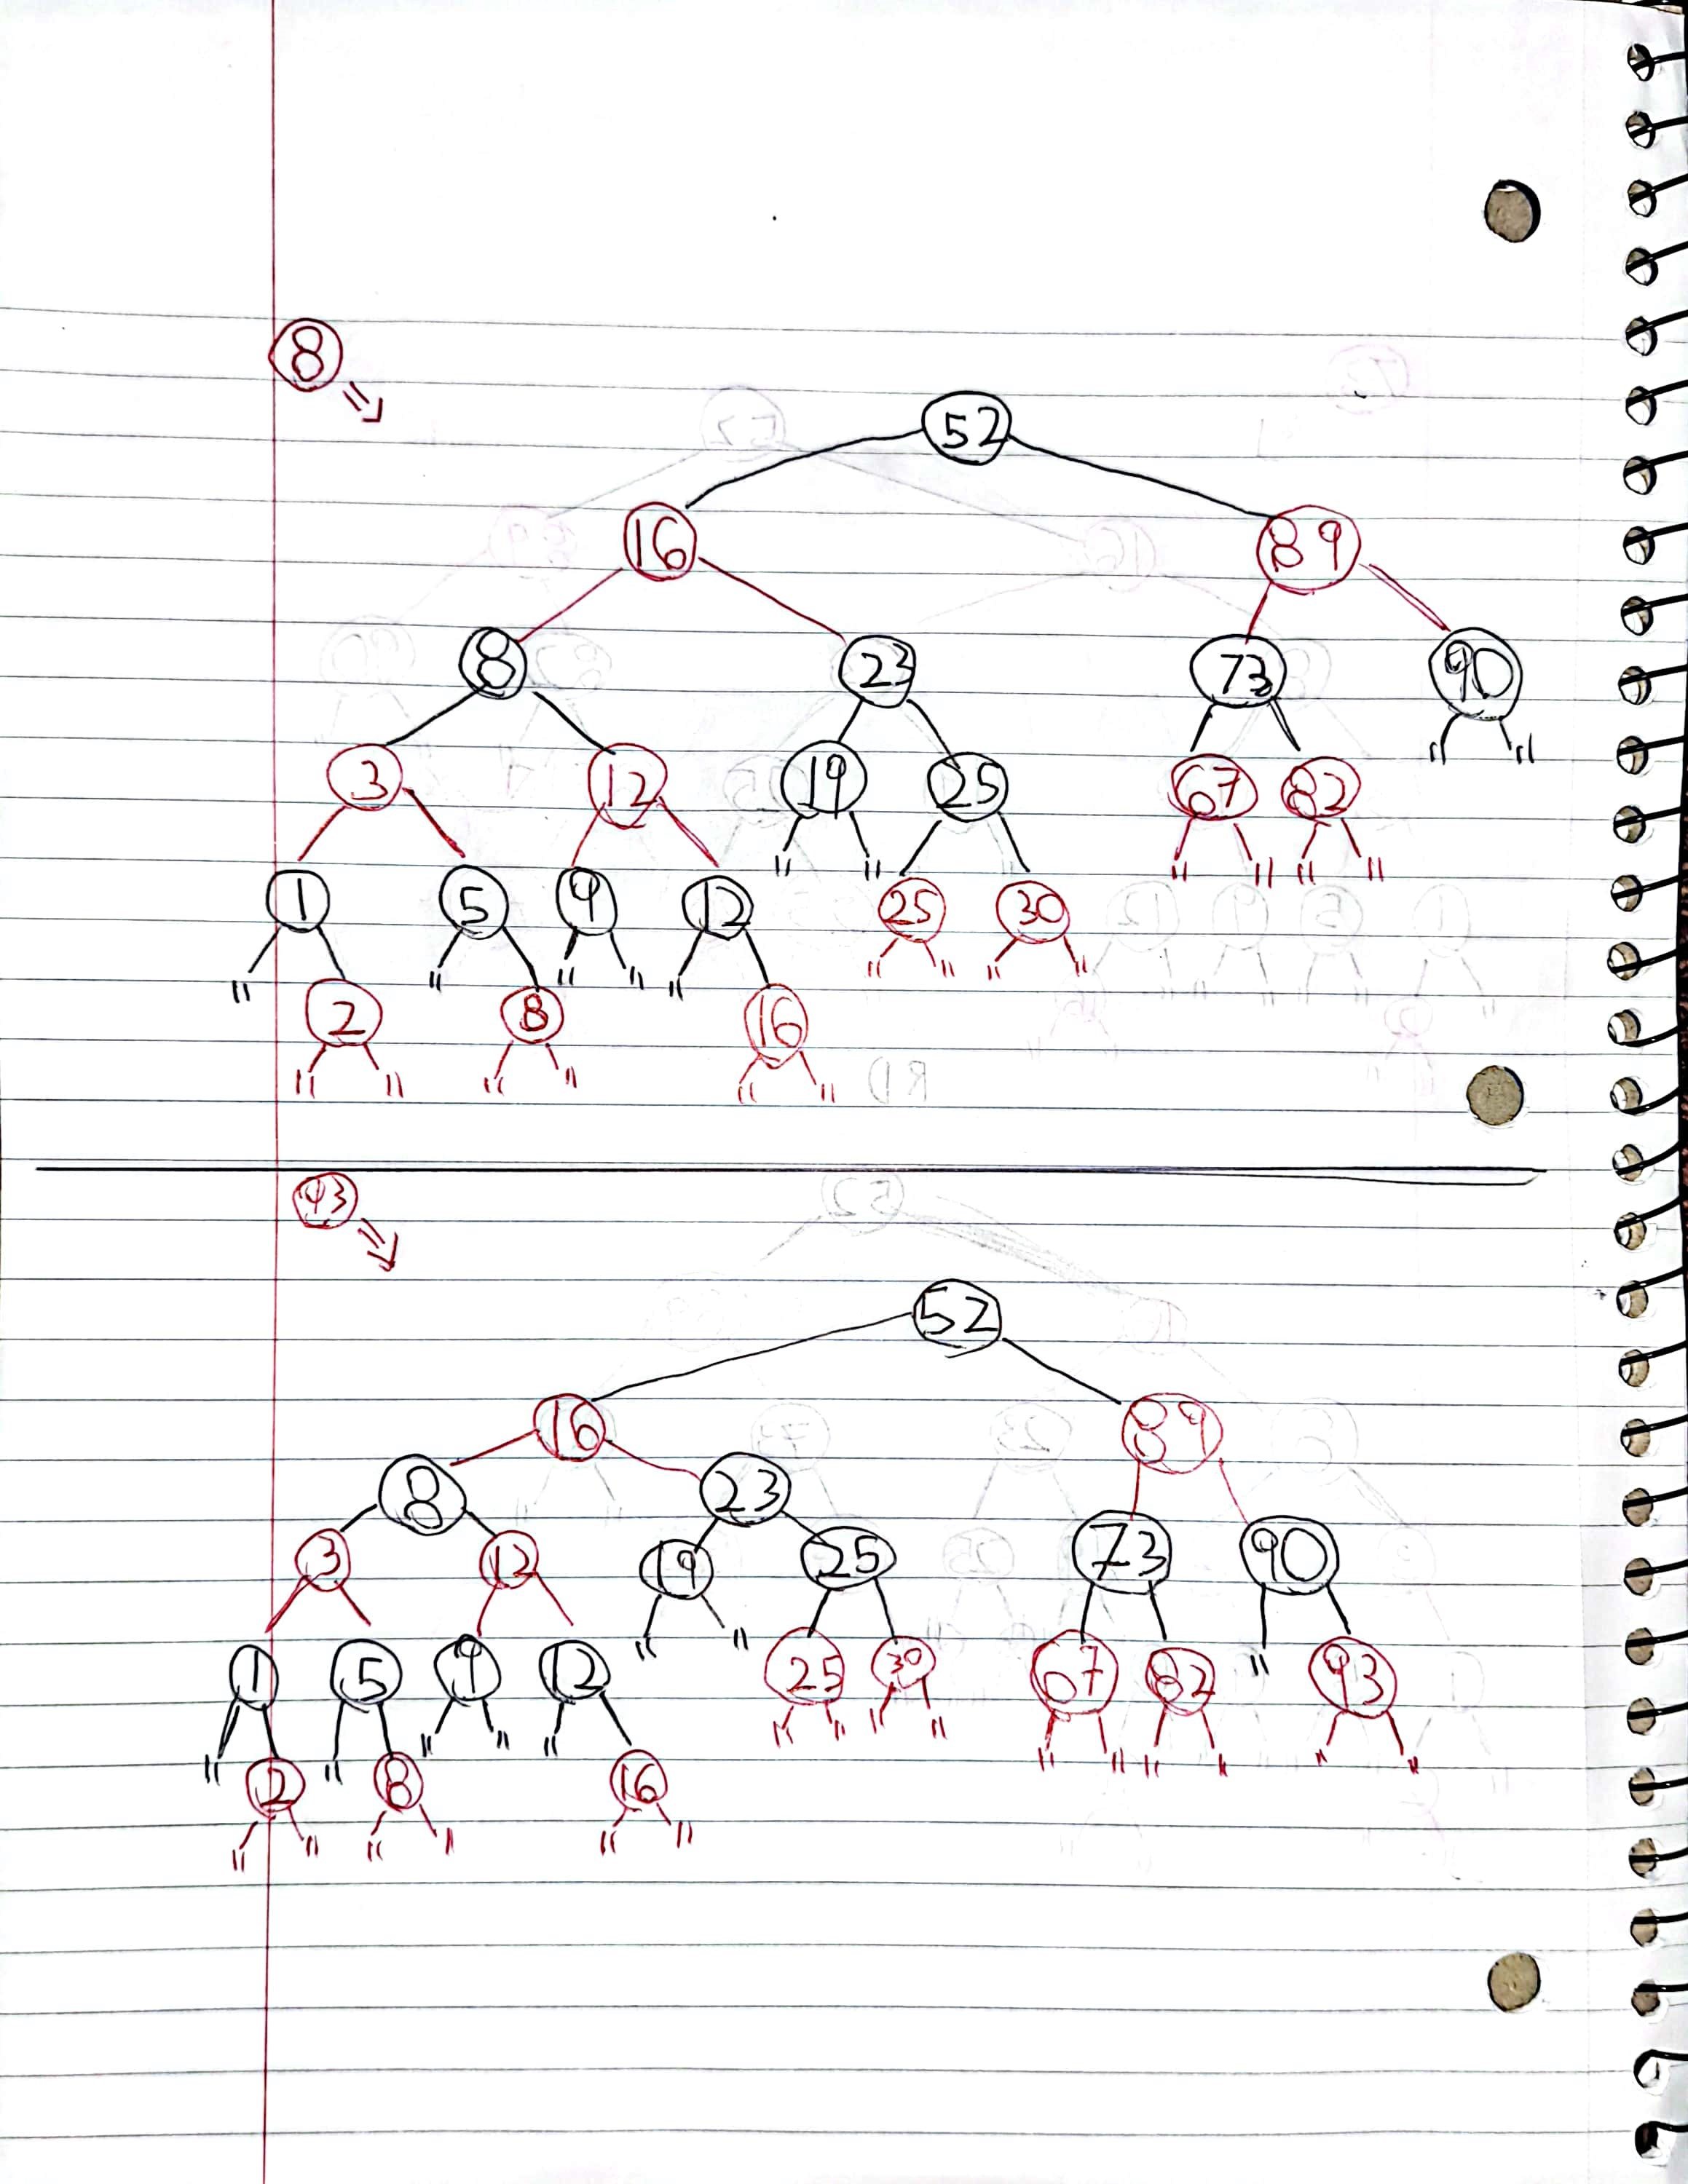 8
52
16 89
8 23 73 90
3 12 19 25 67 82
" " " " " "
1 5 9 12 " " 25 30
" " " " " " " " "
2 8 16
" " " " " "
93
52
16 89
8 23
3 12 19 25 73 90
1 5 9 12 " " 25 30 67 82 " 93
" " " " " " " " "
2 8 16 " " " " " "
" " " " " "